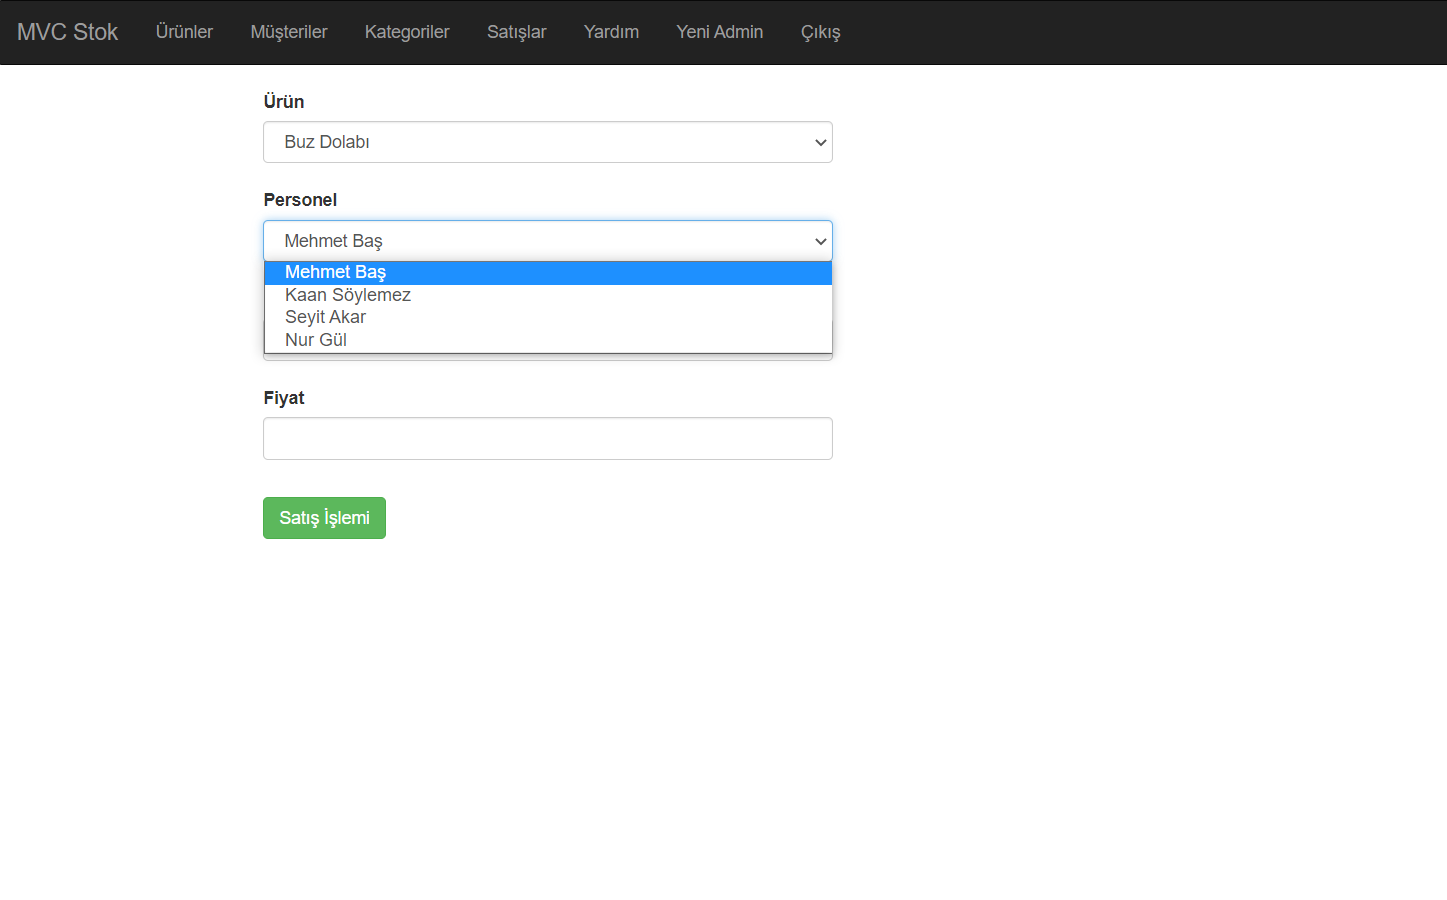 MVC Stok Ürünler Müşteriler Kategoriler Satışlar Yardım Yeni Admin Çıkış
Ürün
Buz Dolabı
Personel
Mehmet Baş
Mehmet Baş
Kaan Söylemez
Seyit Akar
Nur Gül
Fiyat
Satış İşlemi